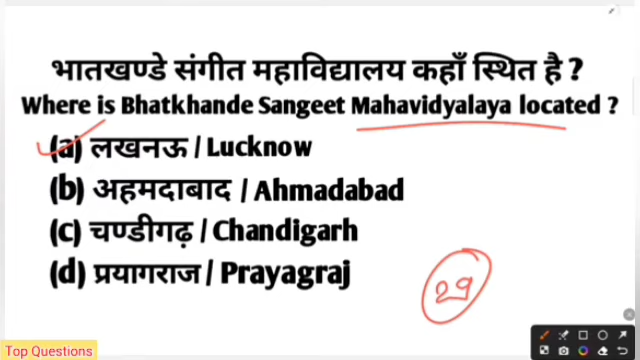 भातखण्डे संगीत महाविद्यालय कहाँ स्थित है ?
Where is Bhatkhande Sangeet Mahavidyalaya located ?
(a) लखनऊ / Lucknow
(b) अहमदाबाद / Ahmadabad
(c) चण्डीगढ़ / Chandigarh
(d) प्रयागराज / Prayagraj
29
Top Questions